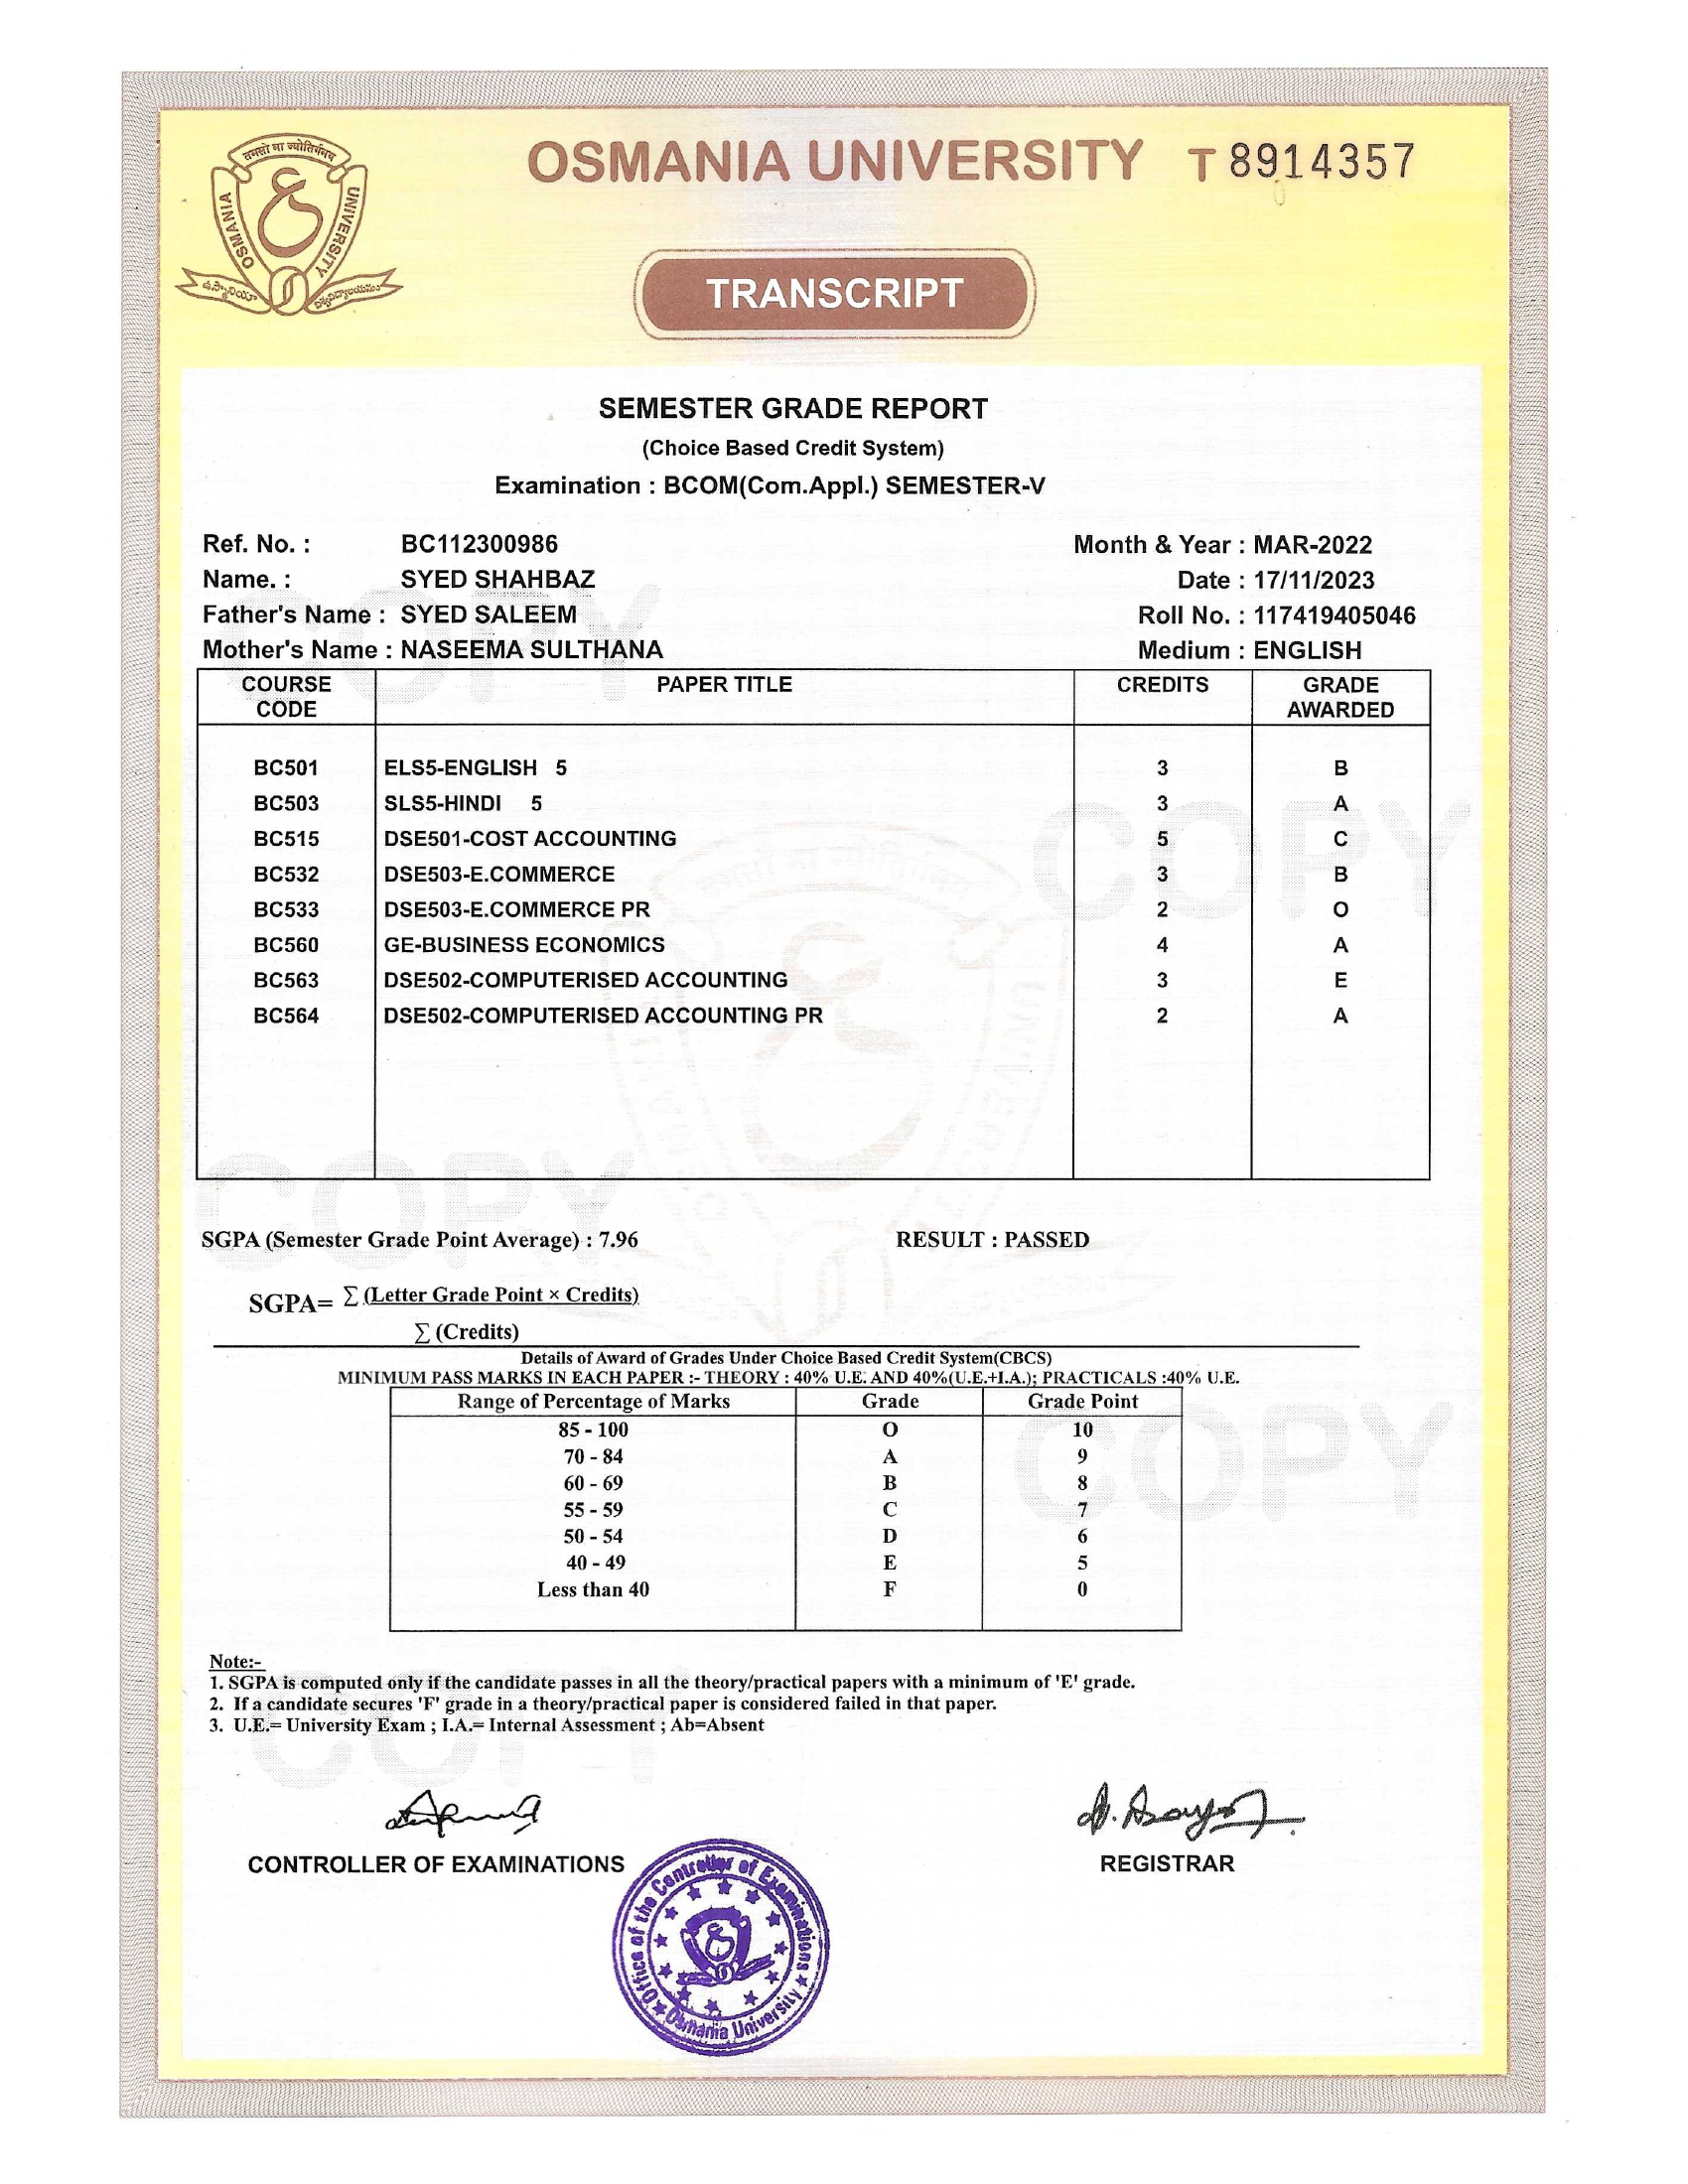 तमसो मा ज्योतिर्गमय
OSMANIA UNIVERSITY
OSMANIA UNIVERSITY T 8914357
TRANSCRIPT
SEMESTER GRADE REPORT
(Choice Based Credit System)
Examination : BCOM(Com.Appl.) SEMESTER-V
Ref. No. : BC112300986 Month & Year : MAR-2022
Name. : SYED SHAHBAZ Date : 17/11/2023
Father's Name : SYED SALEEM Roll No. : 117419405046
Mother's Name : NASEEMA SULTHANA Medium : ENGLISH
COURSE CODE PAPER TITLE CREDITS GRADE AWARDED
BC501 ELS5-ENGLISH 5 3 B
BC503 SLS5-HINDI 5 3 A
BC515 DSE501-COST ACCOUNTING 5 C
BC532 DSE503-E.COMMERCE 3 B
BC533 DSE503-E.COMMERCE PR 2 O
BC560 GE-BUSINESS ECONOMICS 4 A
BC563 DSE502-COMPUTERISED ACCOUNTING 3 E
BC564 DSE502-COMPUTERISED ACCOUNTING PR 2 A
COPY
COPY
COPY
COPY
COPY
SGPA (Semester Grade Point Average) : 7.96 RESULT : PASSED
SGPA= ∑ (Letter Grade Point × Credits)
∑ (Credits)
Details of Award of Grades Under Choice Based Credit System(CBCS)
MINIMUM PASS MARKS IN EACH PAPER :- THEORY : 40% U.E. AND 40%(U.E.+I.A.); PRACTICALS :40% U.E.
Range of Percentage of Marks Grade Grade Point
85 - 100 O 10
70 - 84 A 9
60 - 69 B 8
55 - 59 C 7
50 - 54 D 6
40 - 49 E 5
Less than 40 F 0
Note:-
1. SGPA is computed only if the candidate passes in all the theory/practical papers with a minimum of 'E' grade.
2. If a candidate secures 'F' grade in a theory/practical paper is considered failed in that paper.
3. U.E.= University Exam ; I.A.= Internal Assessment ; Ab=Absent
CONTROLLER OF EXAMINATIONS REGISTRAR
Office of the Controller of Examinations
Osmania University